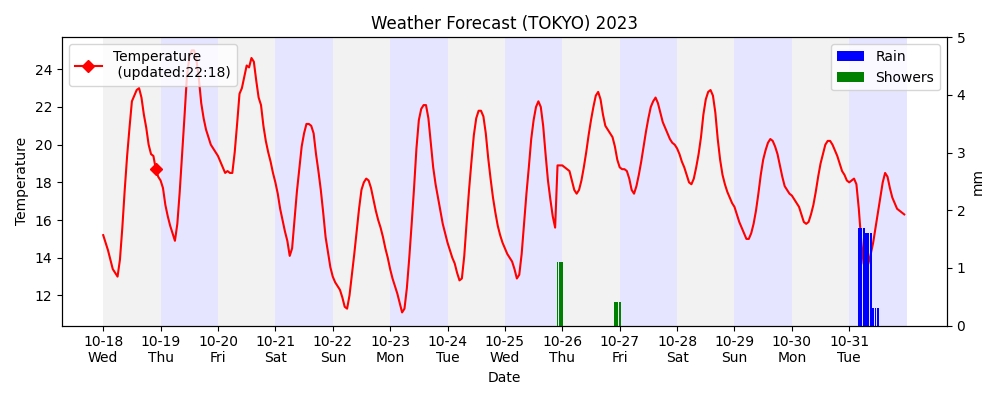 Weather Forecast (TOKYO) 2023
Temperature
(updated:22:18)
Rain
Showers
Temperature
24
22
20
18
16
14
12
5
4
3
2
1
0
mm
10-18 10-19 10-20 10-21 10-22 10-23 10-24 10-25 10-26 10-27 10-28 10-29 10-30 10-31
Wed Thu Fri Sat Sun Mon Tue Wed Thu Fri Sat Sun Mon Tue
Date